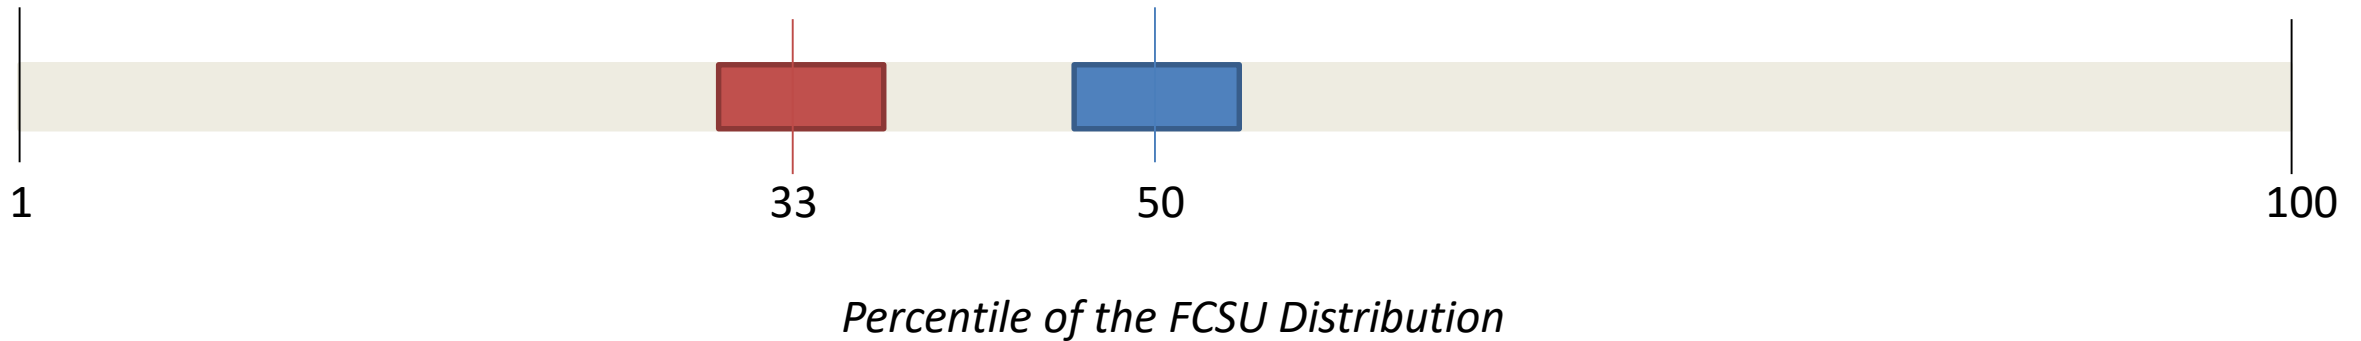 1 33 50 100
Percentile of the FCSU Distribution